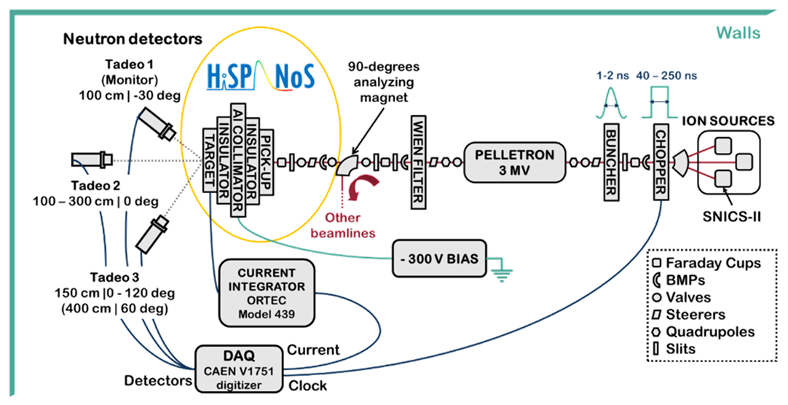 Walls
Neutron detectors
Tadeo 1
(Monitor)
100 cm | -30 deg
HiSPANoS
90-degrees
analyzing
magnet
1-2 ns
40 – 250 ns
ION SOURCES
SNICS-II
TARGET
INSULATOR
Al COLLIMATOR
INSULATOR
PICK-UP
WIEN FILTER
PELLETRON
3 MV
BUNCHER
CHOPPER
Tadeo 2
100 – 300 cm | 0 deg
Other
beamlines
Tadeo 3
150 cm |0 - 120 deg
(400 cm | 60 deg)
CURRENT
INTEGRATOR
ORTEC
Model 439
- 300 V BIAS
Faraday Cups
BMPs
Valves
Steerers
Quadrupoles
Slits
DAQ
CAEN V1751
digitizer
Current
Detectors
Clock